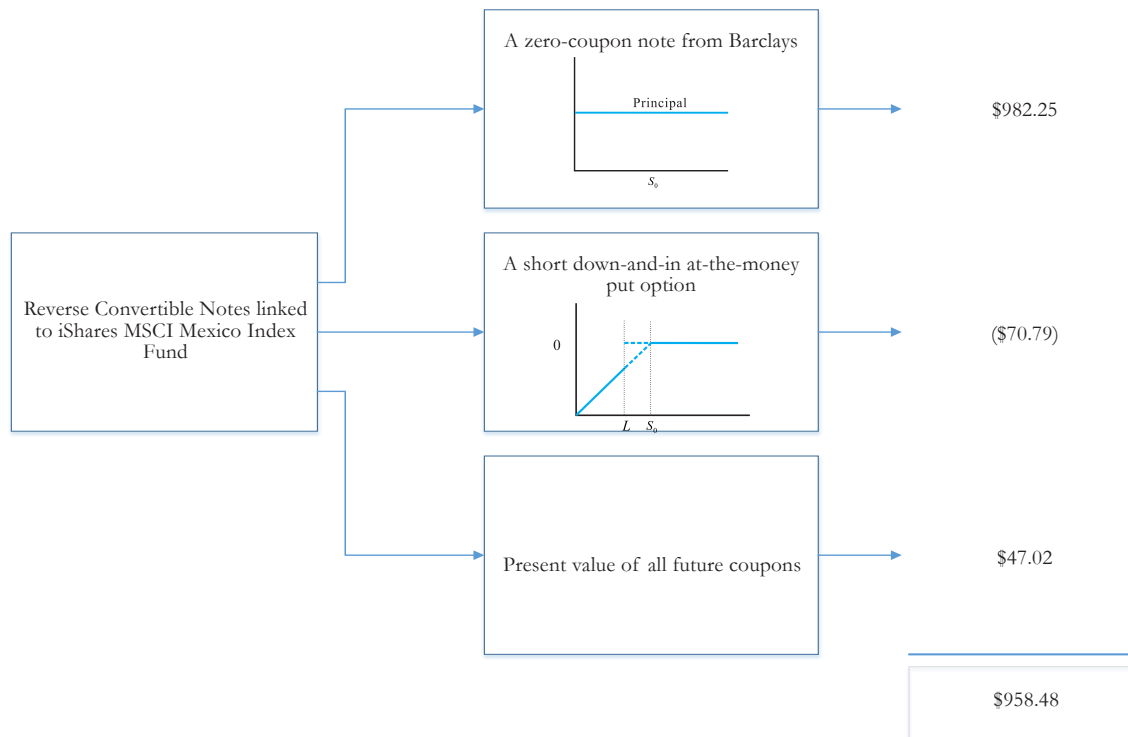 A zero-coupon note from Barclays
Principal
S0
$982.25
Reverse Convertible Notes linked
to iShares MSCI Mexico Index
Fund
A short down-and-in at-the-money
put option
0
L S0
($70.79)
Present value of all future coupons
$47.02
$958.48